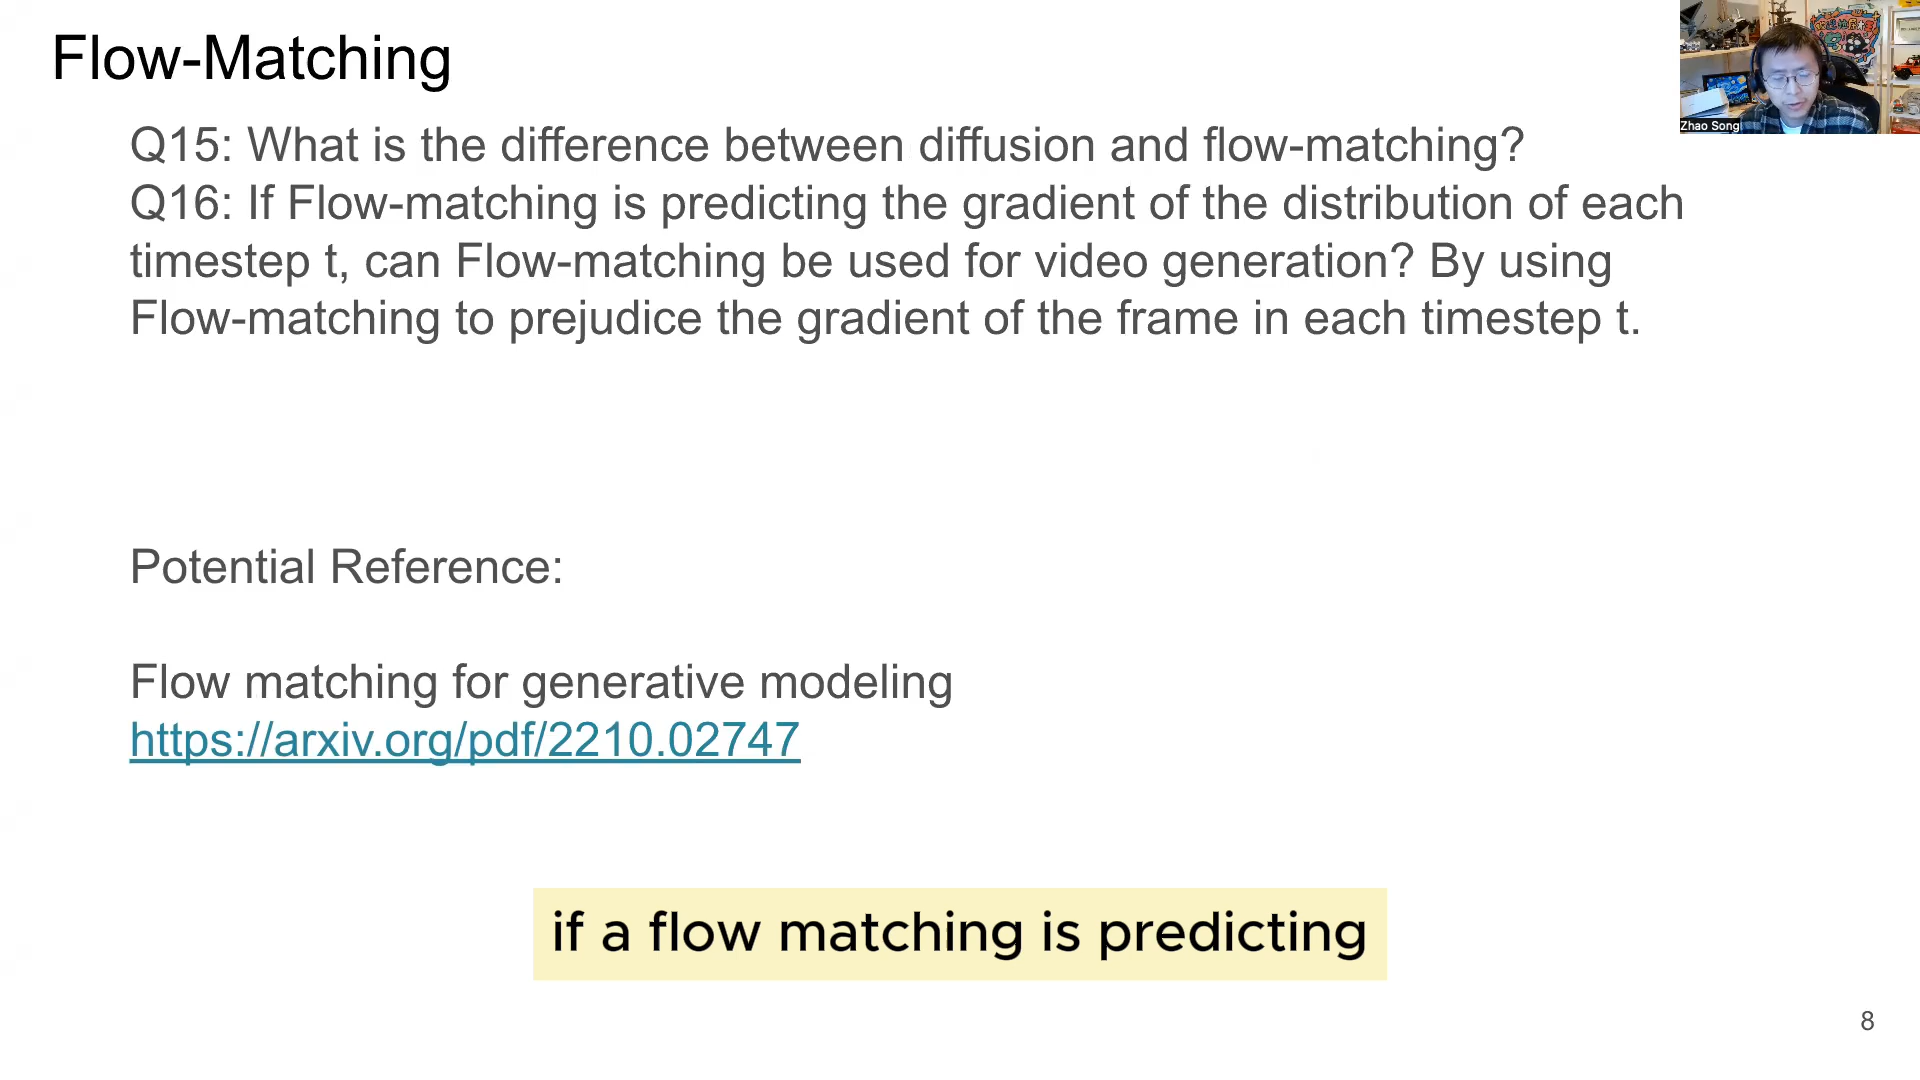 Flow-Matching
Zhao Song
Q15: What is the difference between diffusion and flow-matching?
Q16: If Flow-matching is predicting the gradient of the distribution of each
timestep t, can Flow-matching be used for video generation? By using
Flow-matching to prejudice the gradient of the frame in each timestep t.
Potential Reference:
Flow matching for generative modeling
https://arxiv.org/pdf/2210.02747
if a flow matching is predicting
8